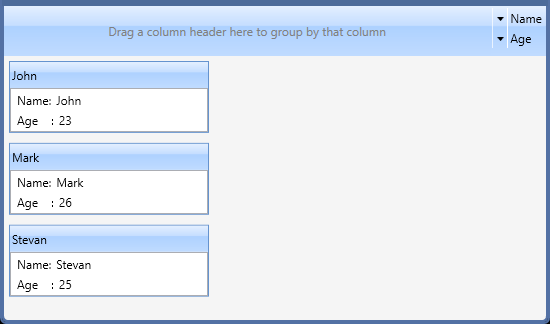 Drag a column header here to group by that column
Name
Age
John
Name: John
Age : 23
Mark
Name: Mark
Age : 26
Stevan
Name: Stevan
Age : 25